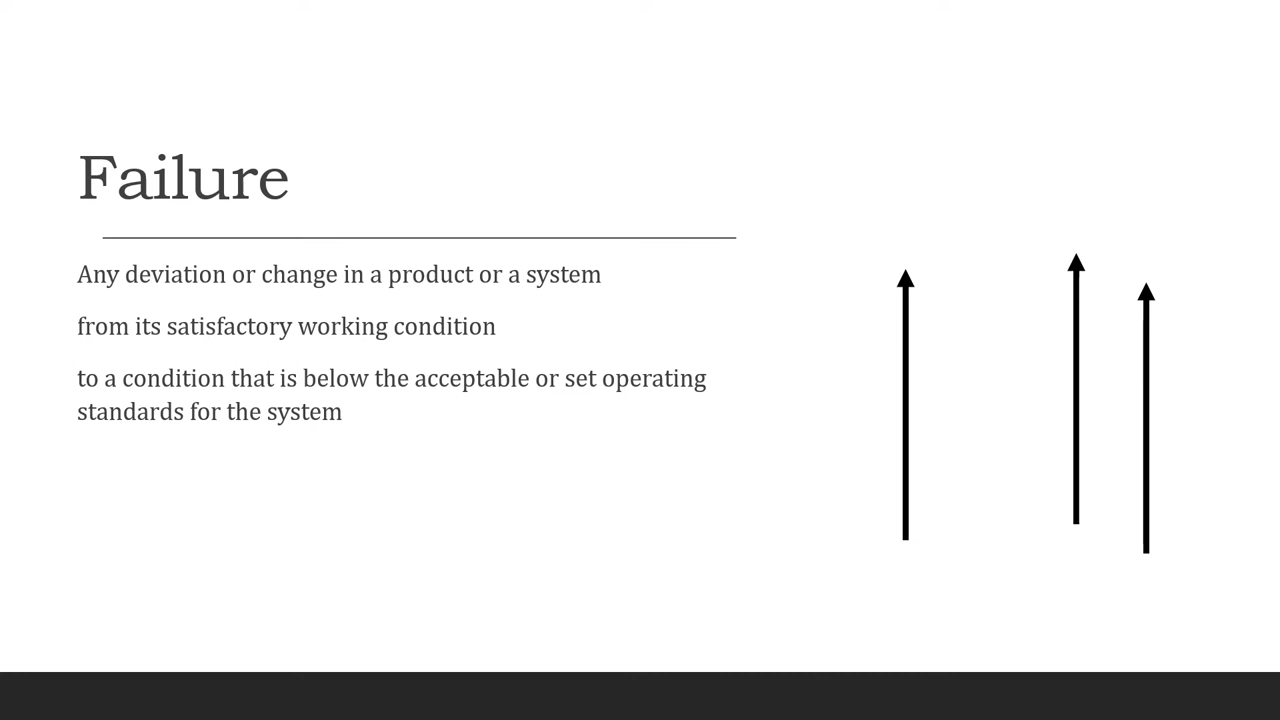 Failure
Any deviation or change in a product or a system
from its satisfactory working condition
to a condition that is below the acceptable or set operating
standards for the system